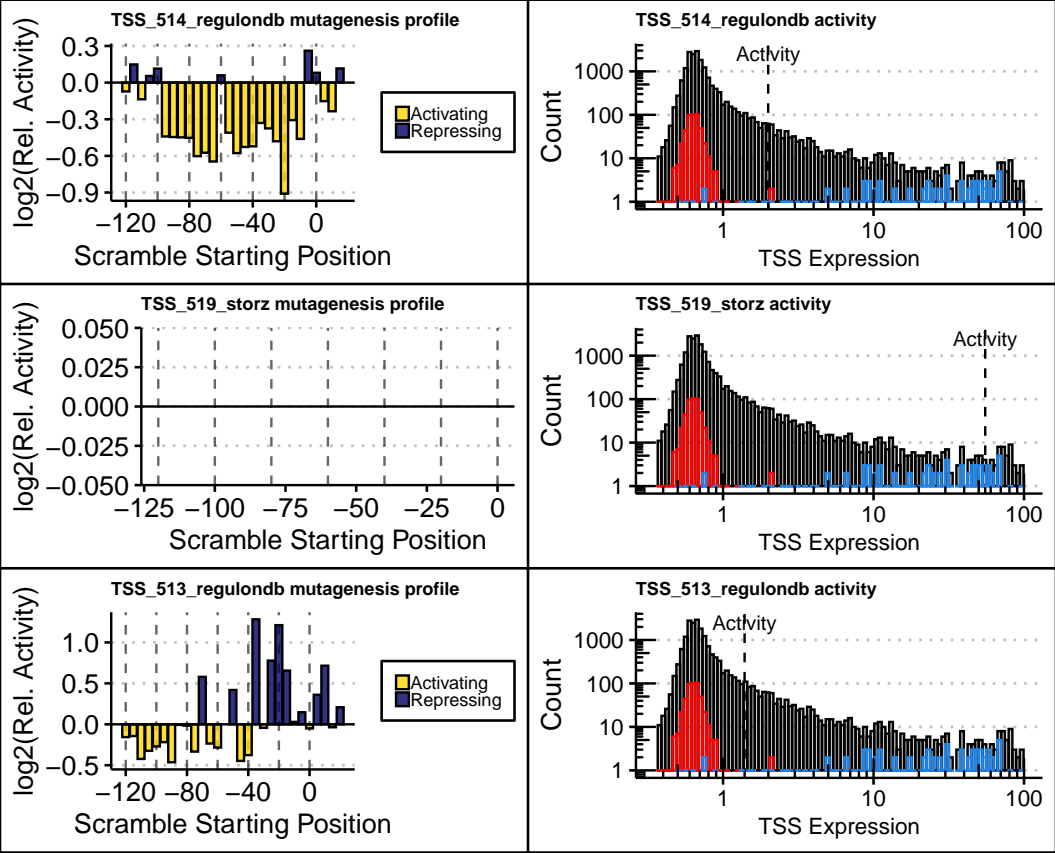 TSS_514_regulondb mutagenesis profile
log2(Rel. Activity)
0.3
0.0
−0.3
−0.6
−0.9
−120
−80
−40
0
Scramble Starting Position
Activating
Repressing
TSS_514_regulondb activity
Count
1000
100
10
1
Activity
1
10
100
TSS Expression
TSS_519_storz mutagenesis profile
log2(Rel. Activity)
0.050
0.025
0.000
−0.025
−0.050
−125
−100
−75
−50
−25
0
Scramble Starting Position
TSS_519_storz activity
Count
1000
100
10
1
Activity
1
10
100
TSS Expression
TSS_513_regulondb mutagenesis profile
log2(Rel. Activity)
1.0
0.5
0.0
−0.5
−120
−80
−40
0
Scramble Starting Position
Activating
Repressing
TSS_513_regulondb activity
Count
1000
100
10
1
Activity
1
10
100
TSS Expression